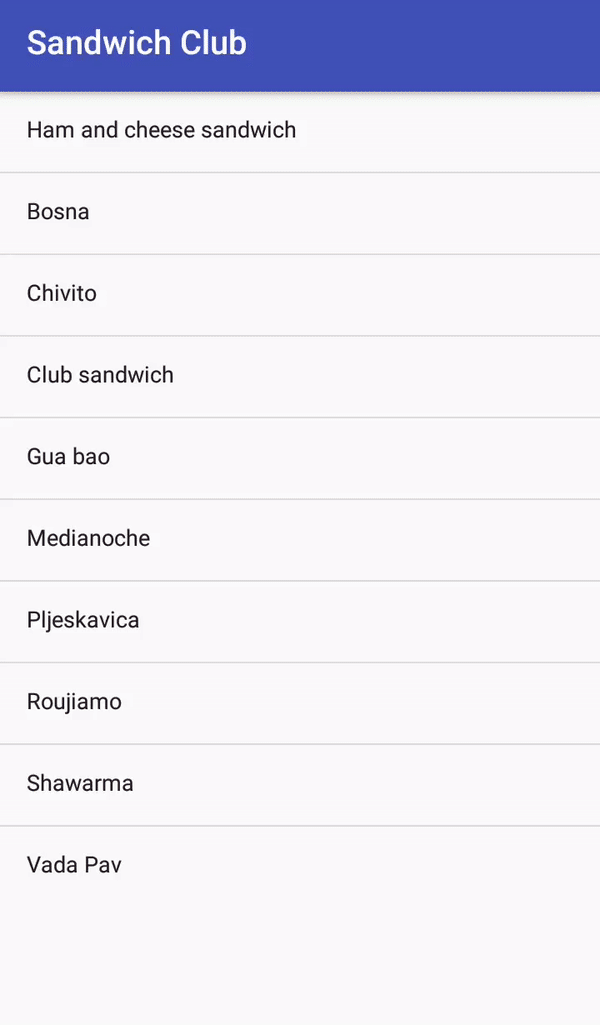 Sandwich Club
Ham and cheese sandwich
Bosna
Chivito
Club sandwich
Gua bao
Medianoche
Pljeskavica
Roujiamo
Shawarma
Vada Pav